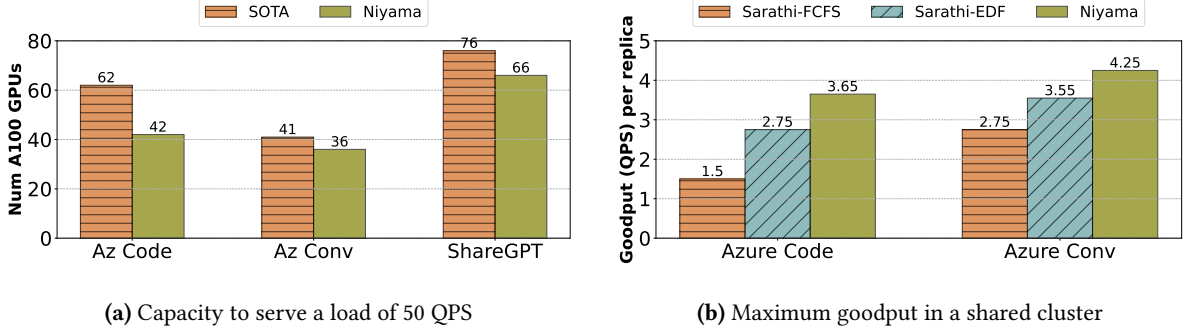 SOTA Niyama
Num A100 GPUs
80
60
40
20
0
62
42
41
36
76
66
Az Code Az Conv ShareGPT
(a) Capacity to serve a load of 50 QPS
Sarathi-FCFS Sarathi-EDF Niyama
Goodput (QPS) per replica
5
4
3
2
1
0
1.5
2.75
3.65
2.75
3.55
4.25
Azure Code Azure Conv
(b) Maximum goodput in a shared cluster